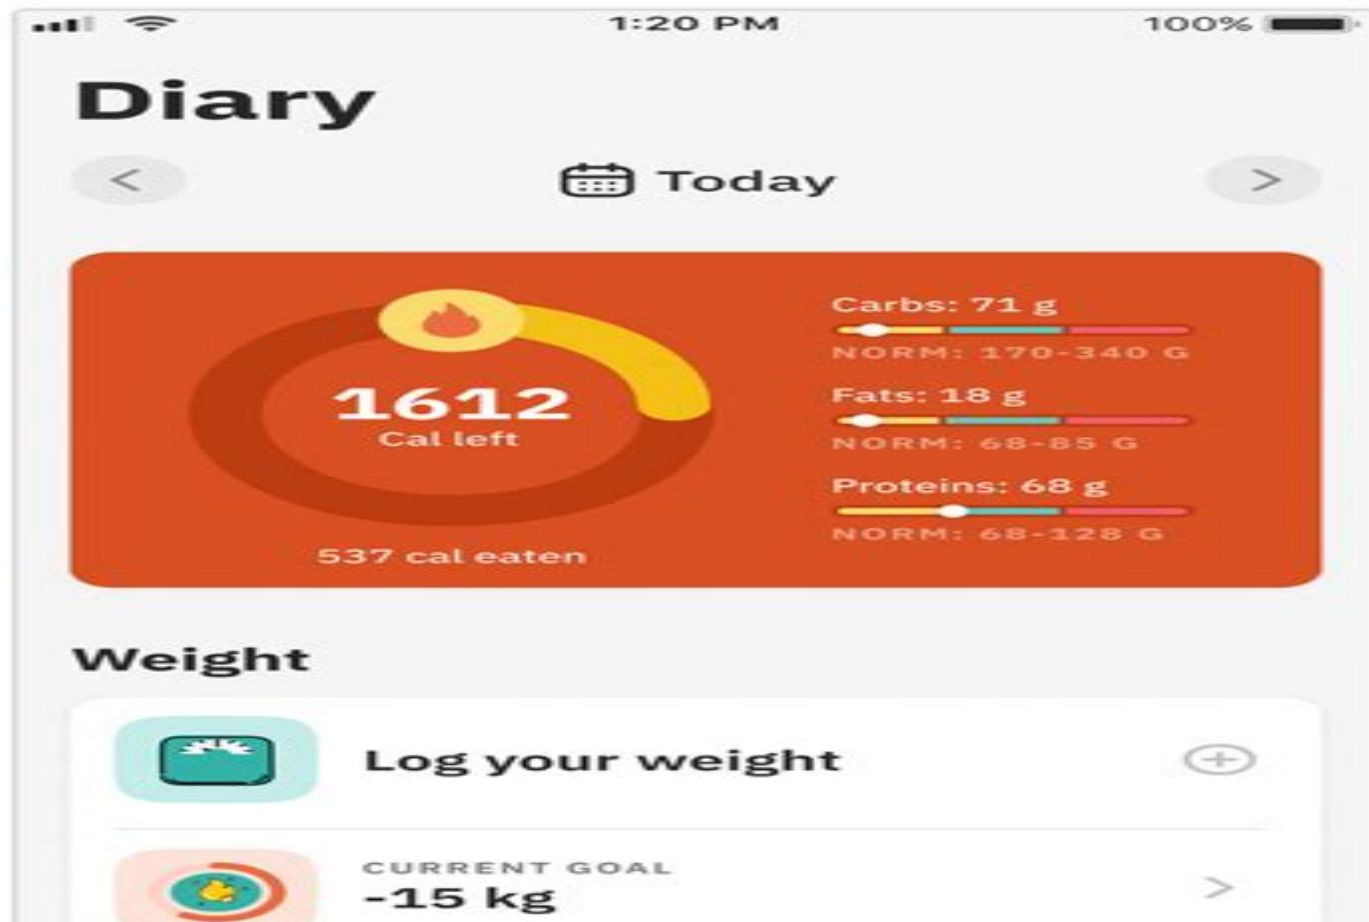 1:20 PM
100%
Diary
<
Today
>
1612
Cal left
537 cal eaten
Carbs: 71 g
NORM: 170-340 G
Fats: 18 g
NORM: 68-85 G
Proteins: 68 g
NORM: 68-128 G
Weight
Log your weight
CURRENT GOAL
-15 kg